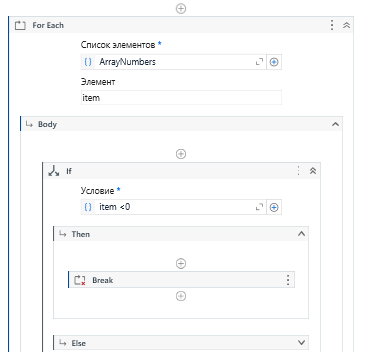 For Each
Список элементов *
{} ArrayNumbers
Элемент
item
Body
If
Условие *
{} item <0
Then
Break
Else